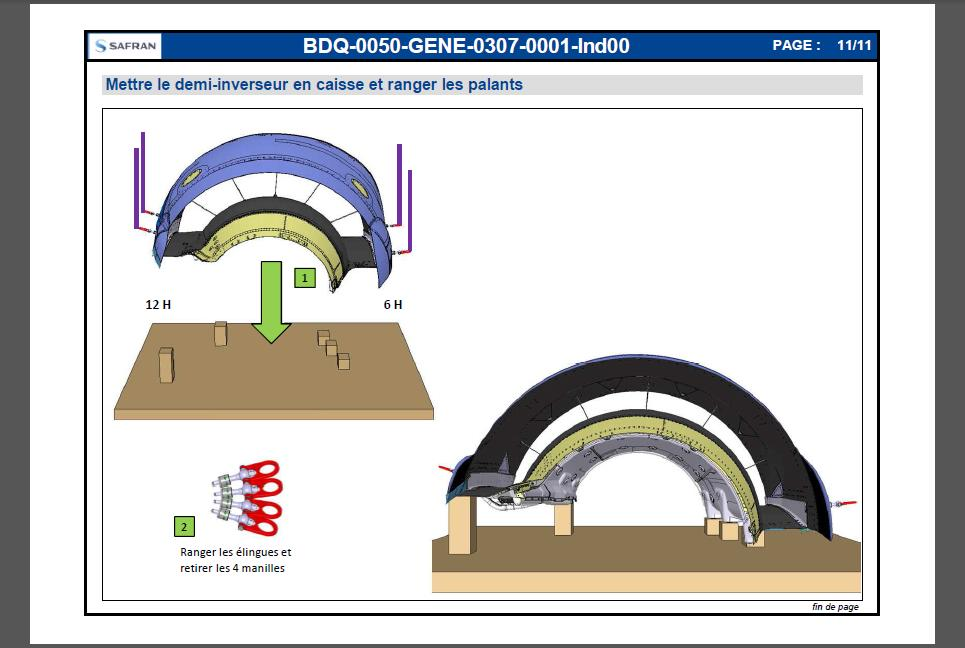 SAFRAN
BDQ-0050-GENE-0307-0001-Ind00
PAGE : 11/11
Mettre le demi-inverseur en caisse et ranger les palants
1
12 H
6 H
2
Ranger les élingues et
retirer les 4 manilles
fin de page